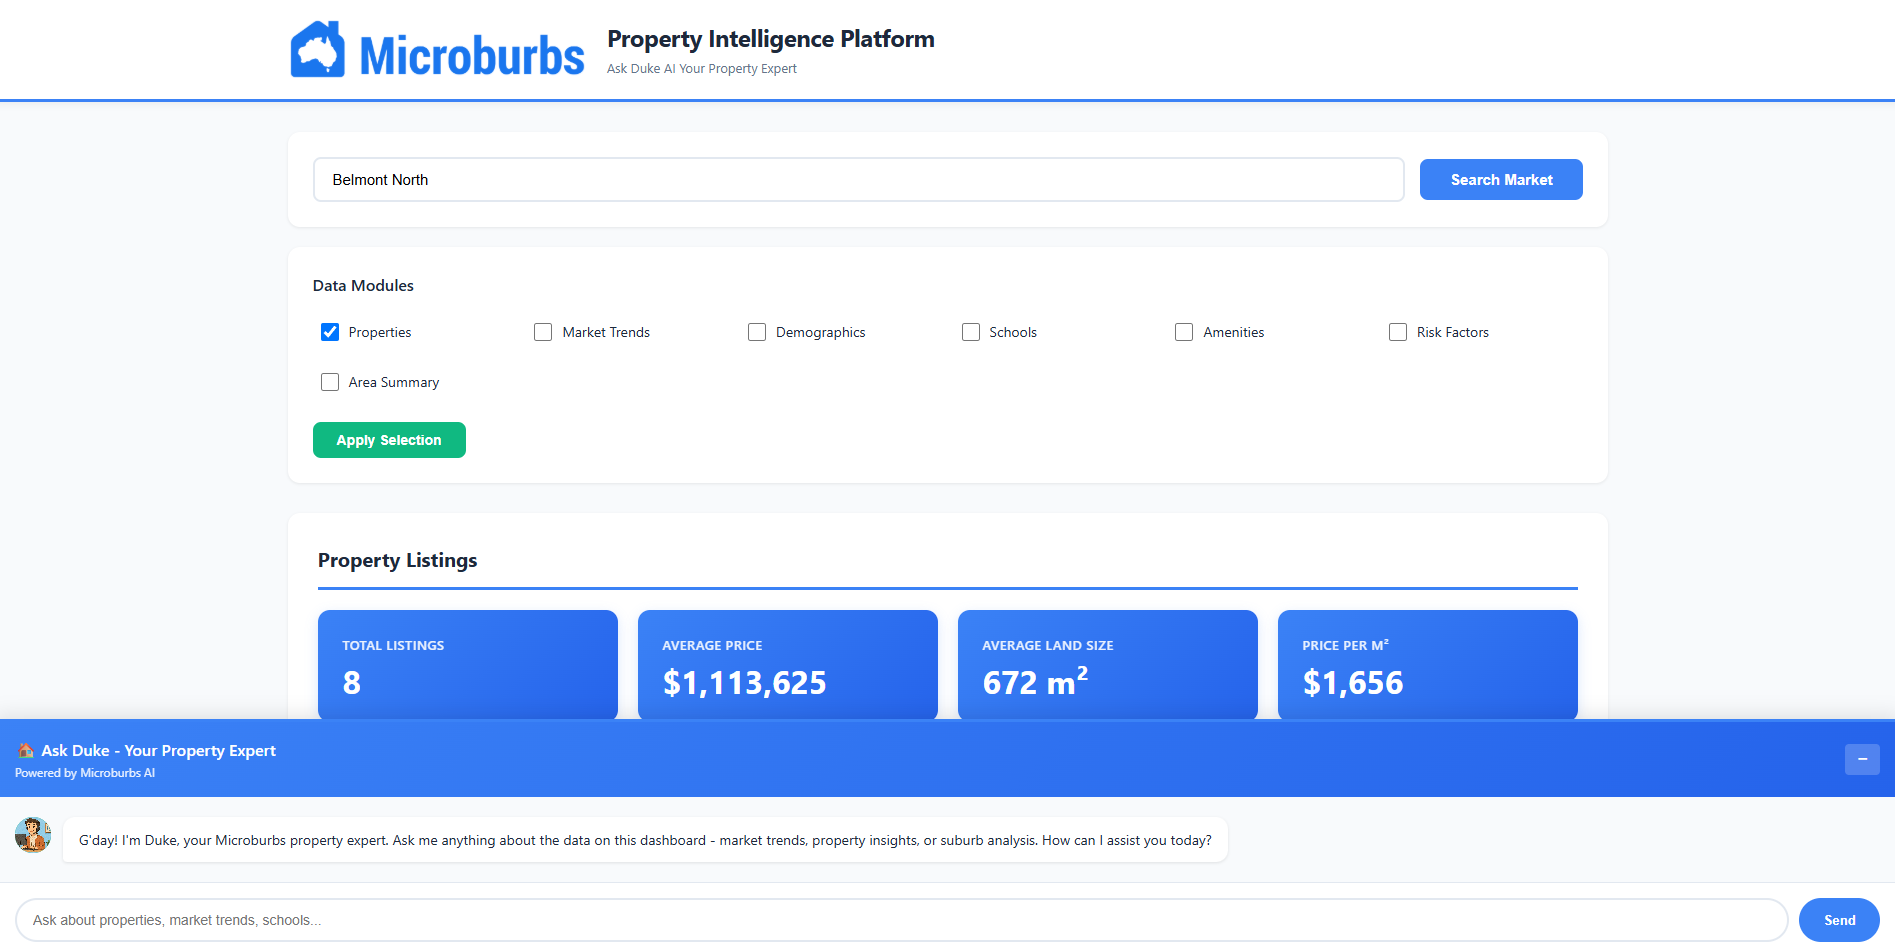 Microburbs
Property Intelligence Platform
Ask Duke AI Your Property Expert
Belmont North
Search Market
Data Modules
Properties
Market Trends
Demographics
Schools
Amenities
Risk Factors
Area Summary
Apply Selection
Property Listings
TOTAL LISTINGS
8
AVERAGE PRICE
$1,113,625
AVERAGE LAND SIZE
672 m²
PRICE PER M²
$1,656
Ask Duke - Your Property Expert
Powered by Microburbs AI
G'day! I'm Duke, your Microburbs property expert. Ask me anything about the data on this dashboard - market trends, property insights, or suburb analysis. How can I assist you today?
Ask about properties, market trends, schools...
Send